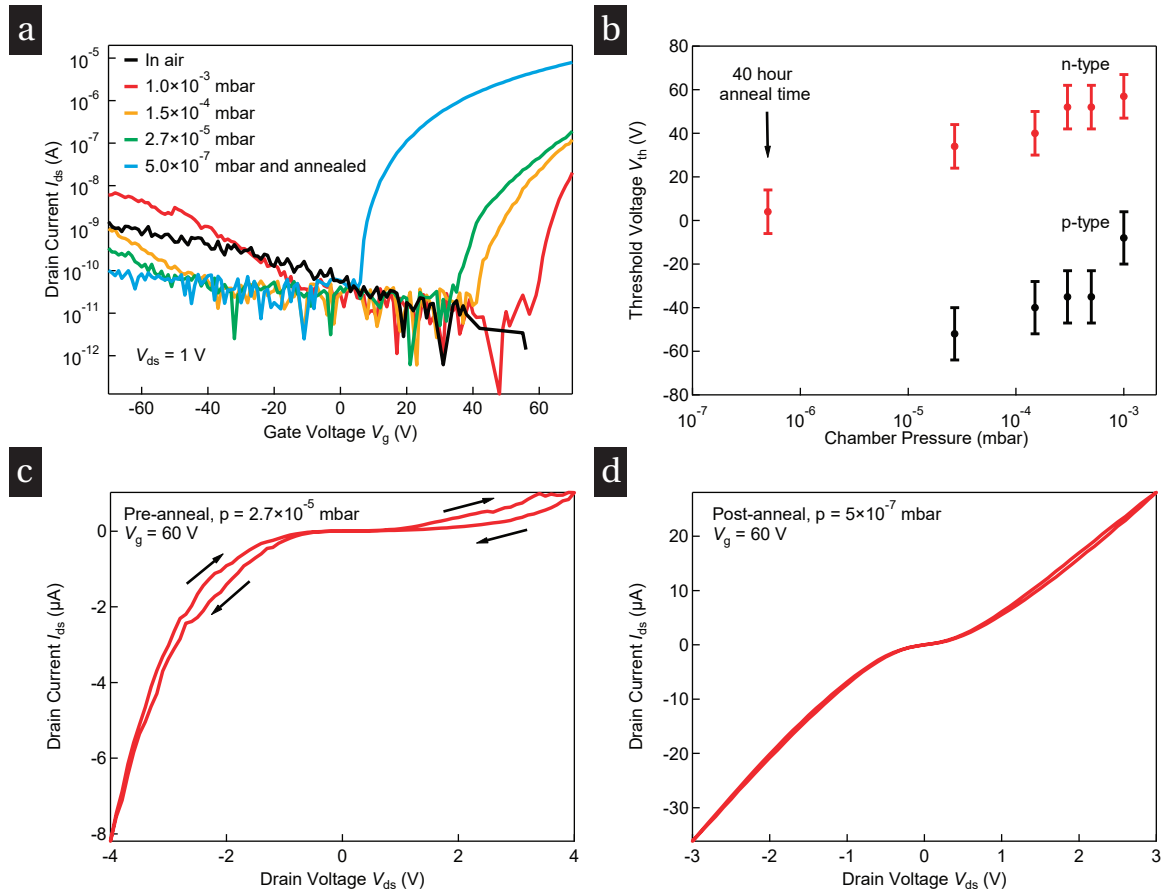 a
10⁻⁵
10⁻⁶
10⁻⁷
10⁻⁸
10⁻⁹
10⁻¹⁰
10⁻¹¹
10⁻¹²
Drain Current Ids (A)
In air
1.0×10⁻³ mbar
1.5×10⁻⁴ mbar
2.7×10⁻⁵ mbar
5.0×10⁻⁷ mbar and annealed
Vds = 1 V
-60 -40 -20 0 20 40 60
Gate Voltage Vg (V)
b
80
60
40
20
0
-20
-40
-60
-80
Threshold Voltage Vth (V)
40 hour
anneal time
n-type
p-type
10⁻⁷ 10⁻⁶ 10⁻⁵ 10⁻⁴ 10⁻³
Chamber Pressure (mbar)
c
0
-2
-4
-6
-8
Drain Current Ids (µA)
Pre-anneal, p = 2.7×10⁻⁵ mbar
Vg = 60 V
-4 -2 0 2 4
Drain Voltage Vds (V)
d
20
10
0
-10
-20
-30
Drain Current Ids (µA)
Post-anneal, p = 5×10⁻⁷ mbar
Vg = 60 V
-3 -2 -1 0 1 2 3
Drain Voltage Vds (V)